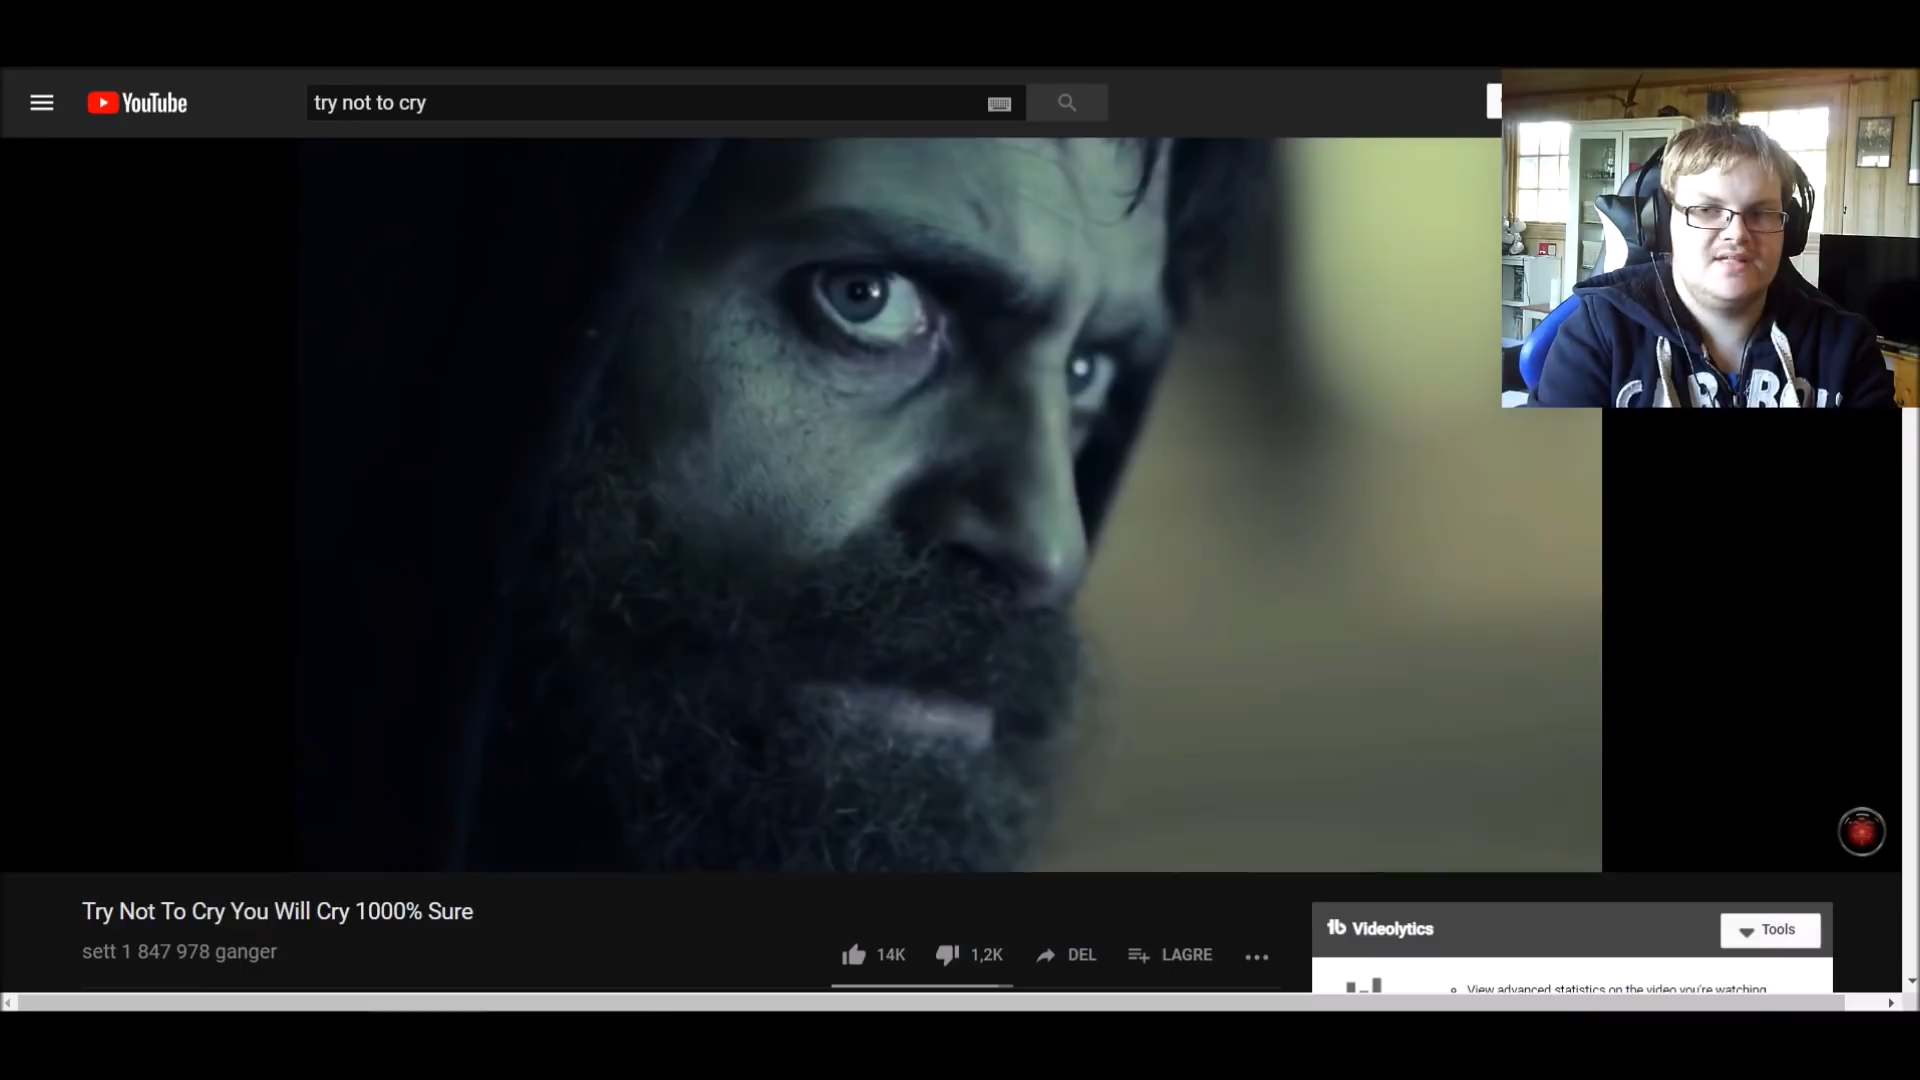 YouTube
try not to cry
Try Not To Cry You Will Cry 1000% Sure
sett 1 847 978 ganger
14K
1,2K
DEL
LAGRE
Videolytics
Tools
View advanced statistics on the video you're watching